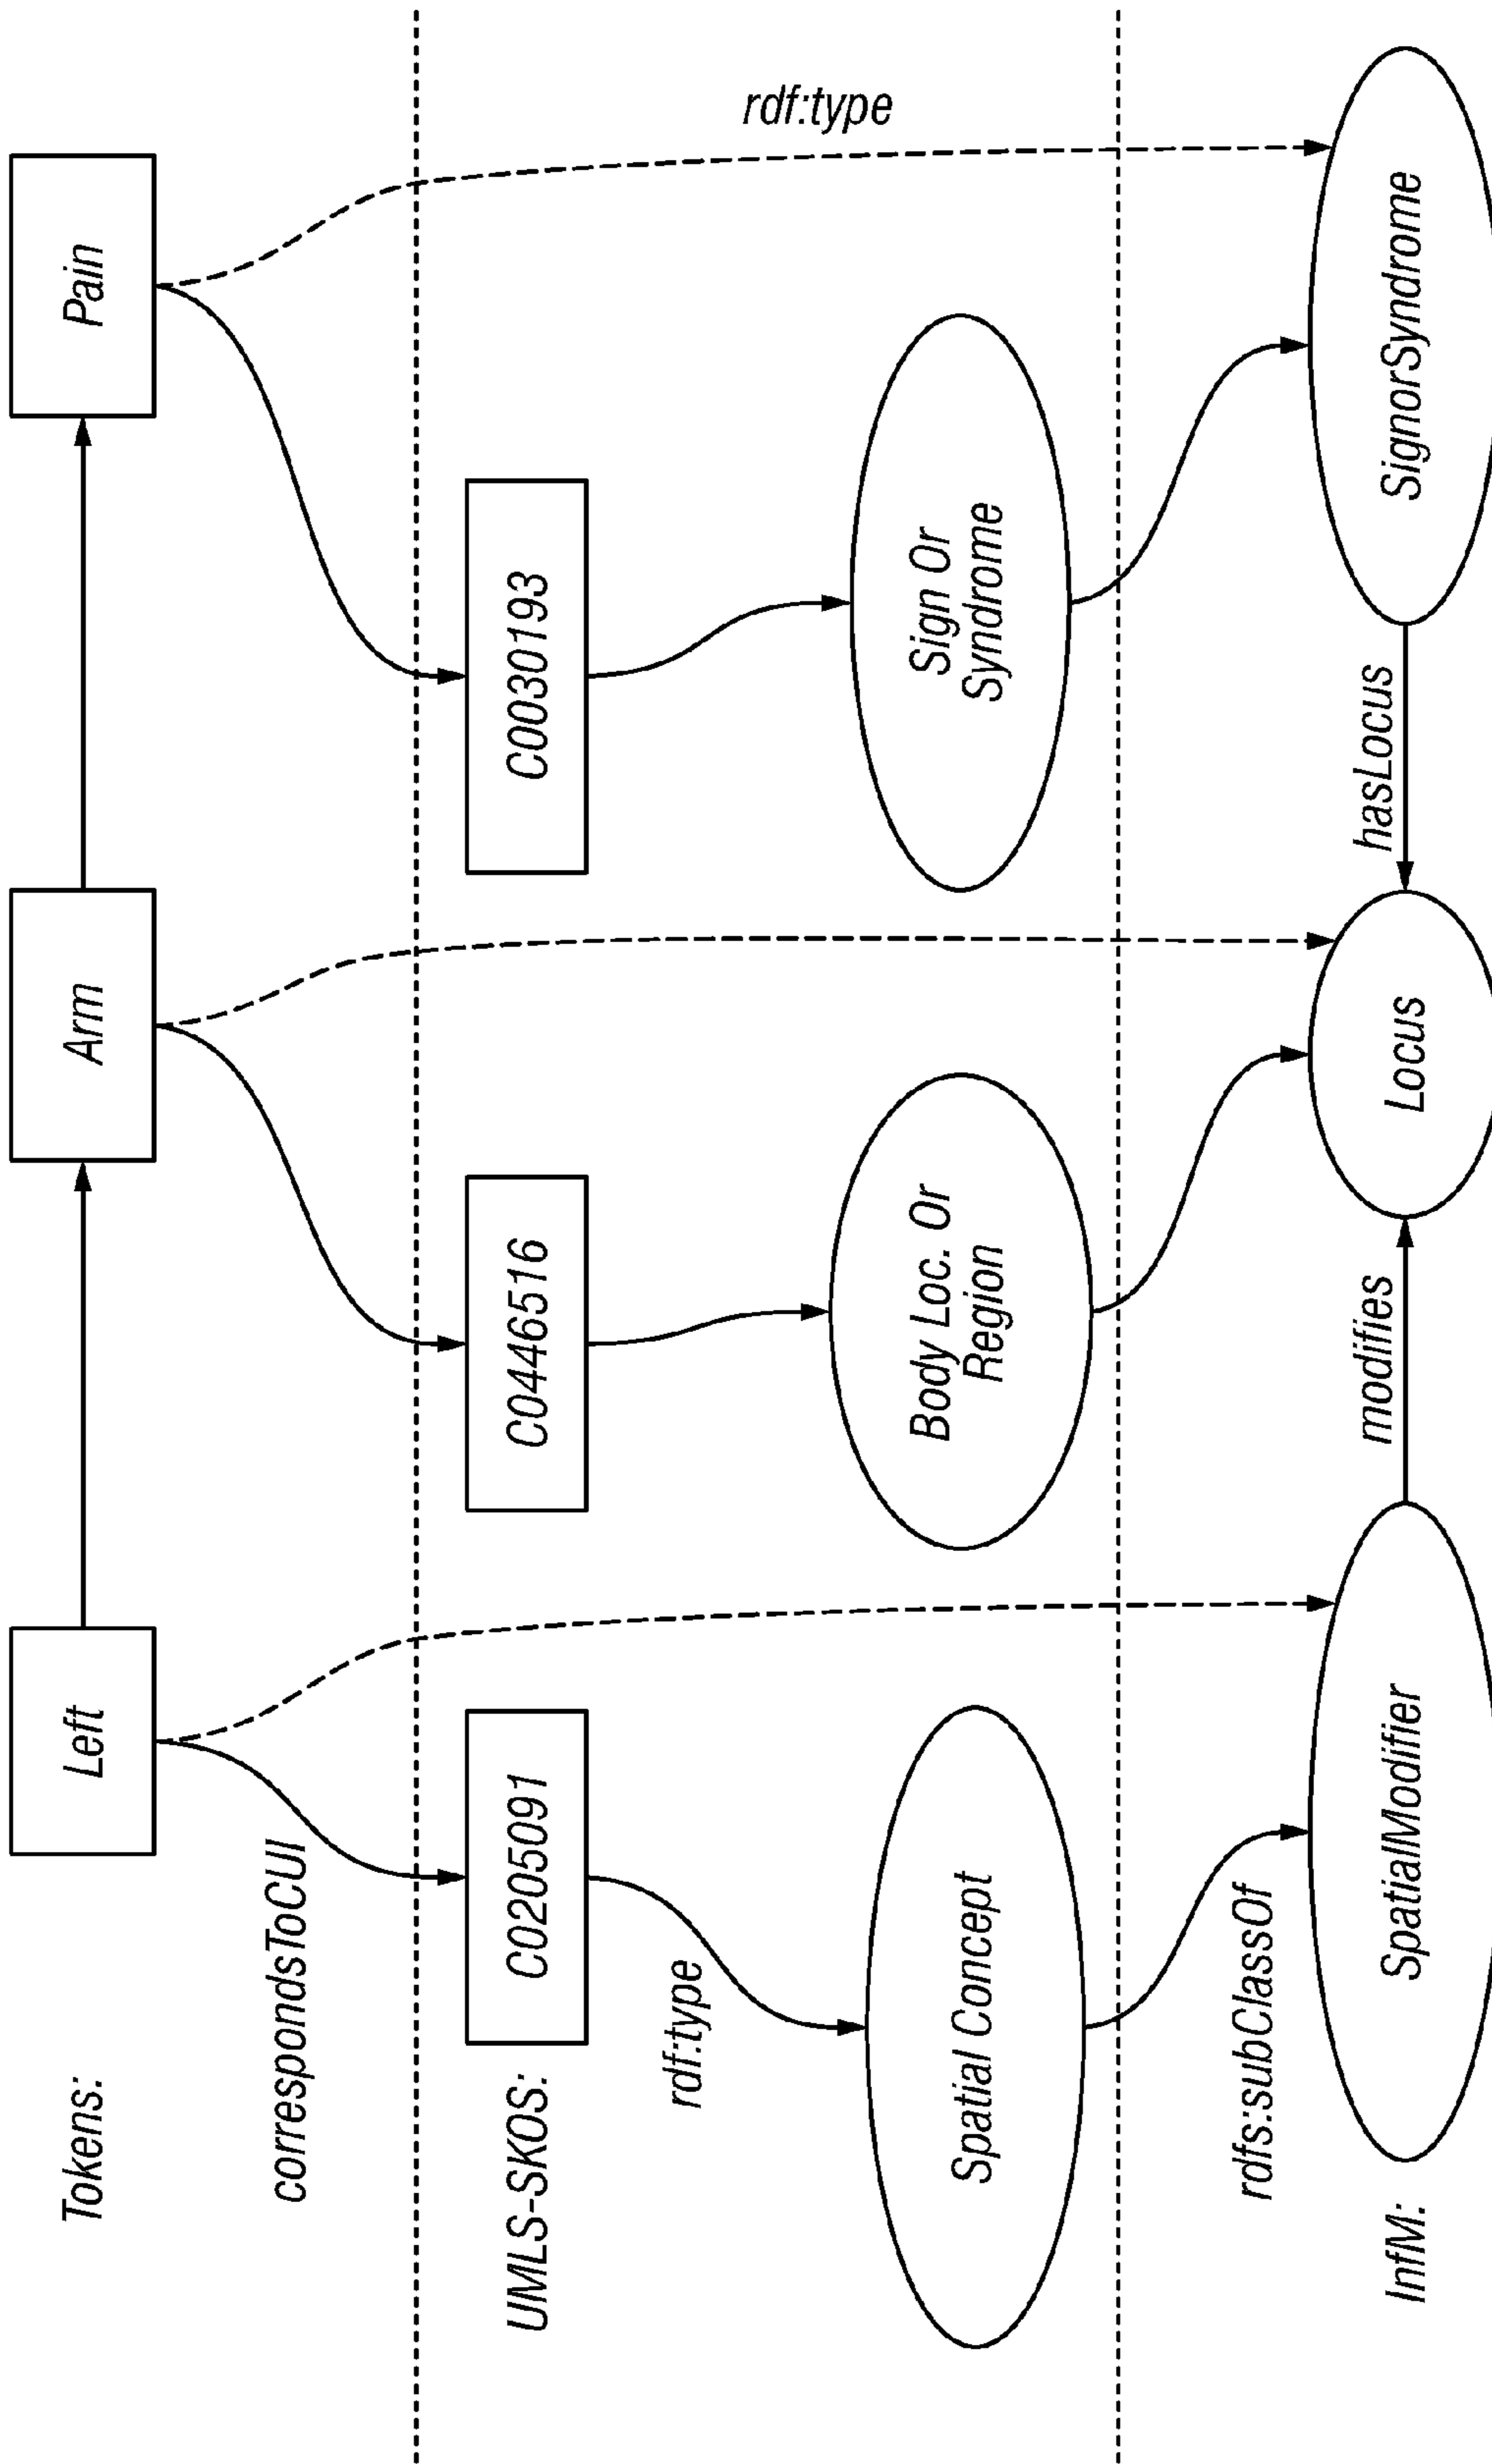 Tokens:
Left
Arm
Pain
correspondsToCUI
UMLS-SKOS:
C0205091
C0446516
C0030193
rdf:type
rdf:type
Spatial Concept
Body Loc. Or
Region
Sign Or
Syndrome
rdfs:subClassOf
InfM:
SpatialModifier
modifies
Locus
hasLocus
SignorSyndrome